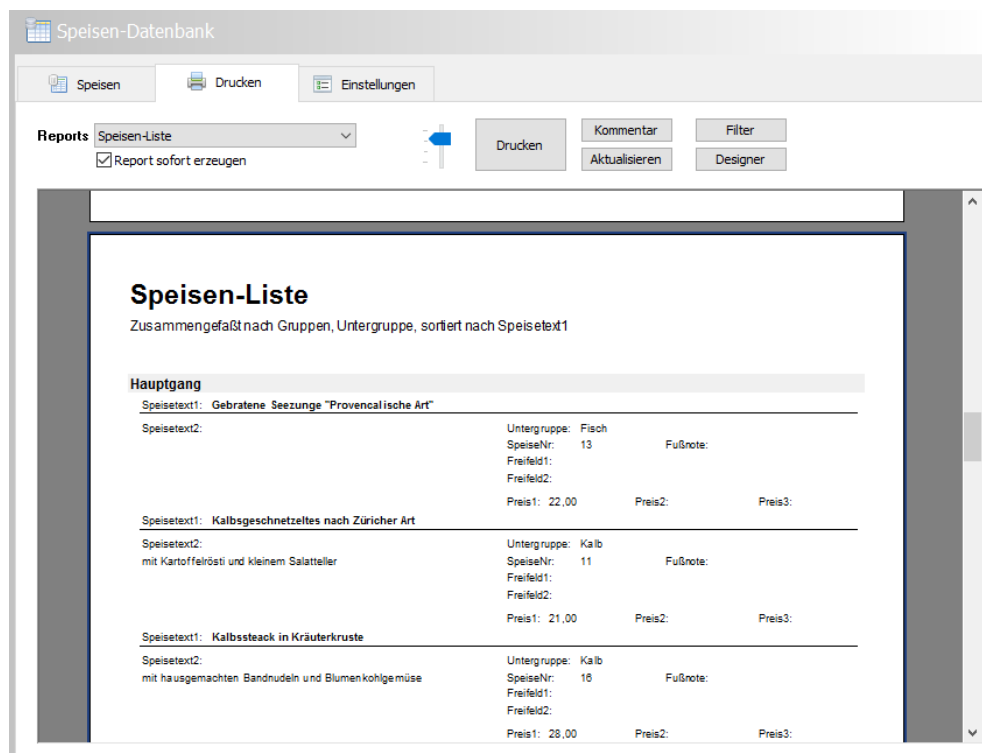 Speisen-Datenbank
Speisen Drucken Einstellungen
Reports Speisen-Liste Drucken Kommentar Filter
Report sofort erzeugen Aktualisieren Designer
Speisen-Liste
Zusammengefaßt nach Gruppen, Untergruppe, sortiert nach Speisetext1
Hauptgang
Speisetext1: Gebratene Seezunge "Provencalische Art"
Speisetext2: Untergruppe: Fisch
SpeiseNr: 13 Fußnote:
Freifeld1:
Freifeld2:
Preis1: 22,00 Preis2: Preis3:
Speisetext1: Kalbsgeschnetzeltes nach Züricher Art
Speisetext2: Untergruppe: Kalb
mit Kartoffelrösti und kleinem Salatteller SpeiseNr: 11 Fußnote:
Freifeld1:
Freifeld2:
Preis1: 21,00 Preis2: Preis3:
Speisetext1: Kalbssteack in Kräuterkruste
Speisetext2: Untergruppe: Kalb
mit hausgemachten Bandnudeln und Blumenkohlgemüse SpeiseNr: 16 Fußnote:
Freifeld1:
Freifeld2:
Preis1: 28,00 Preis2: Preis3: